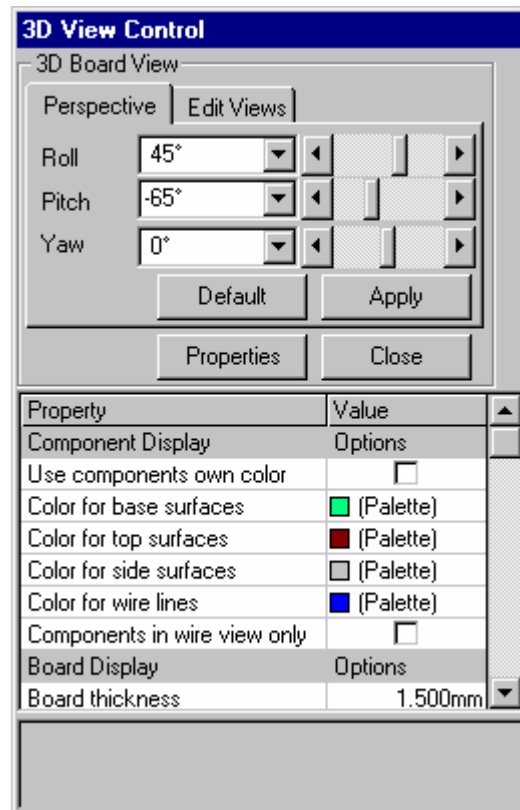 3D View Control
3D Board View
Perspective Edit Views
Roll 45°
Pitch -65°
Yaw 0°
Default Apply
Properties Close
Property Value
Component Display Options
Use components own color
Color for base surfaces (Palette)
Color for top surfaces (Palette)
Color for side surfaces (Palette)
Color for wire lines (Palette)
Components in wire view only
Board Display Options
Board thickness 1.500mm